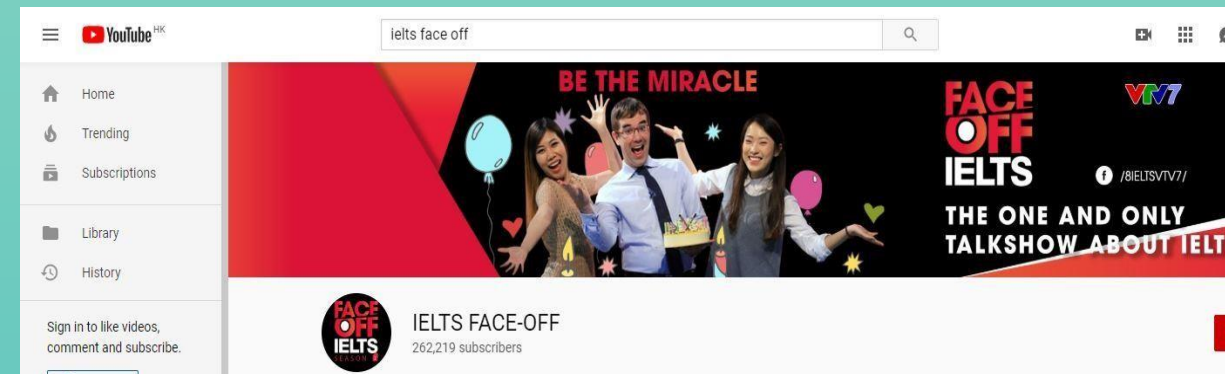 YouTube HK
ielts face off
Home
Trending
Subscriptions
Library
History
Sign in to like videos,
comment and subscribe.
BE THE MIRACLE
FACE
OFF
IELTS
VTV7
/8IELTSVTV7/
THE ONE AND ONLY
TALKSHOW ABOUT IELT
FACE
OFF
IELTS
SEASON
IELTS FACE-OFF
262,219 subscribers